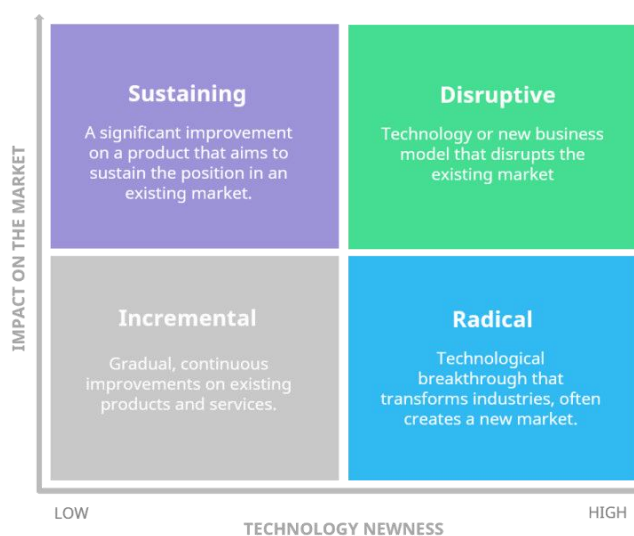 IMPACT ON THE MARKET
Sustaining
A significant improvement
on a product that aims to
sustain the position in an
existing market.
Disruptive
Technology or new business
model that disrupts the
existing market
Incremental
Gradual, continuous
improvements on existing
products and services.
Radical
Technological
breakthrough that
transforms industries, often
creates a new market.
LOW
HIGH
TECHNOLOGY NEWNESS